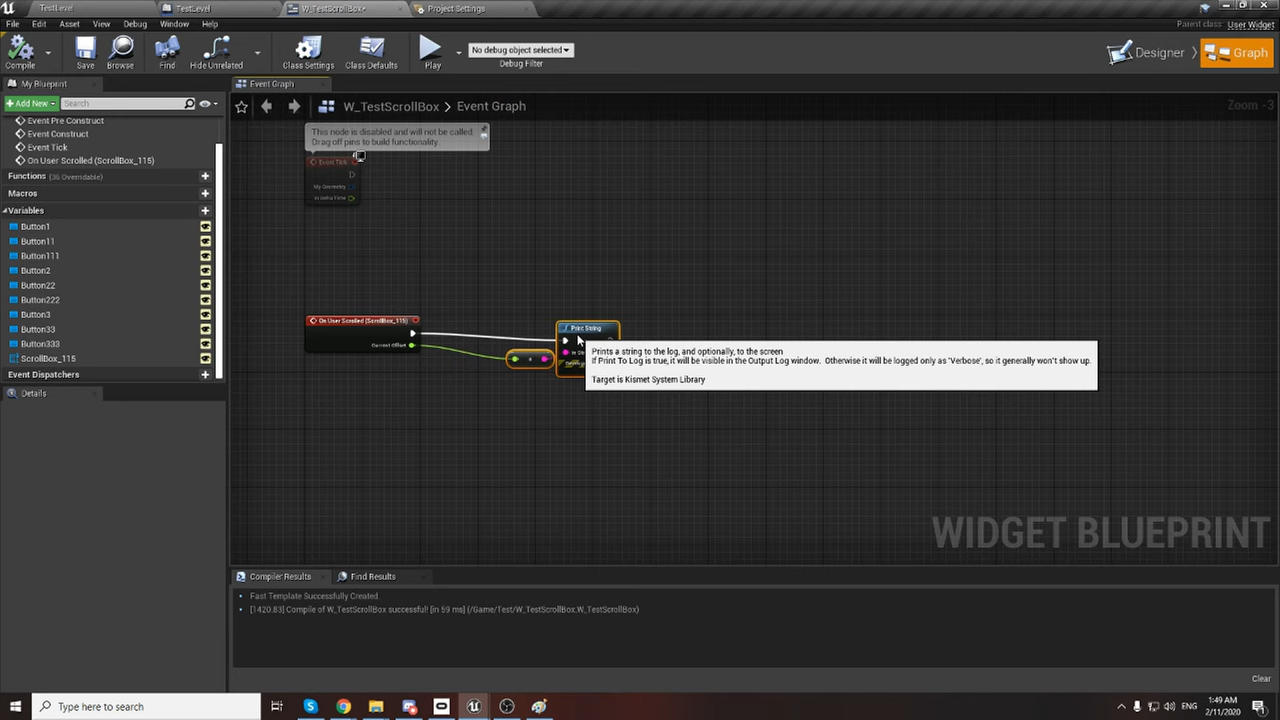 TestLevel
TestLevel
W_TestScrollBox*
Project Settings
File
Edit
Asset
View
Debug
Window
Help
Parent class:
User Widget
Compile
Save
Browse
Find
Hide Unrelated
Class Settings
Class Defaults
Play
No debug object selected
Debug Filter
Designer
Graph
My Blueprint
Add New
Search
Event Pre Construct
Event Construct
Event Tick
On User Scrolled (ScrollBox_115)
Functions (36 Overridable)
Macros
Variables
Button1
Button11
Button111
Button2
Button22
Button222
Button3
Button33
Button333
ScrollBox_115
Event Dispatchers
Details
Event Graph
W_TestScrollBox > Event Graph
Zoom -3
This node is disabled and will not be called.
Drag off pins to build functionality.
Event Tick
My Geometry
In Delta Time
On User Scrolled (ScrollBox_115)
Current Offset
Print String
Prints a string to the log, and optionally, to the screen
If Print To Log is true, it will be visible in the Output Log window. Otherwise it will be logged only as 'Verbose', so it generally won't show up.
Target is Kismet System Library
WIDGET BLUEPRINT
Compiler Results
Find Results
Fast Template Successfully Created.
[1420.83] Compile of W_TestScrollBox successful! [in 59 ms] (/Game/Test/W_TestScrollBox.W_TestScrollBox)
Clear
Type here to search
ENG
1:49 AM
2/11/2020